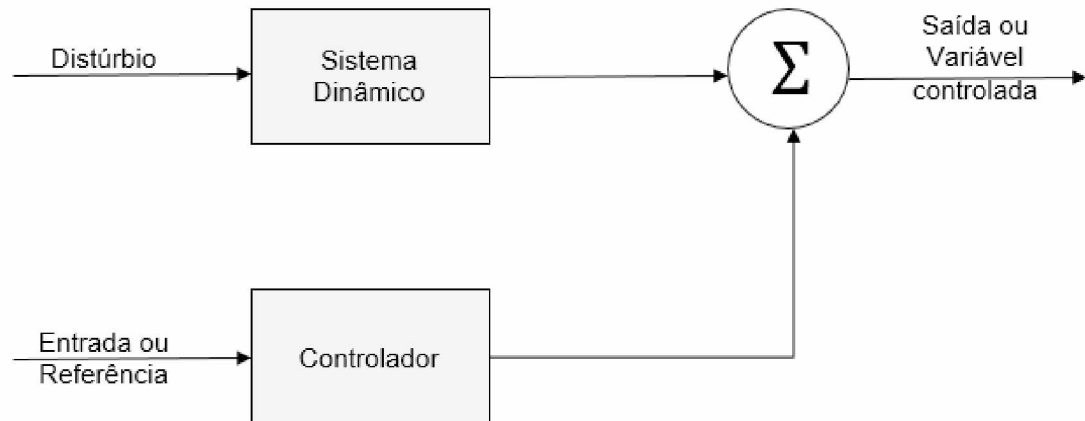 Distúrbio
Sistema
Dinâmico
Σ
Saída ou
Variável
controlada
Entrada ou
Referência
Controlador